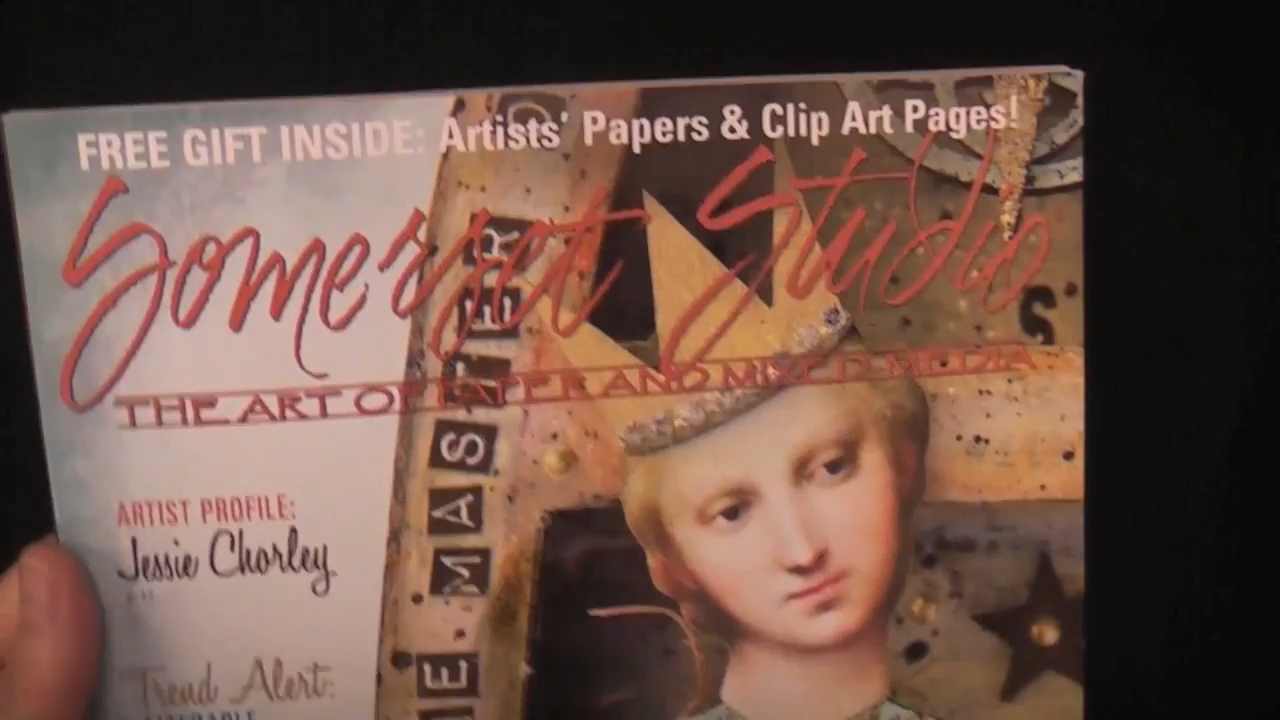 FREE GIFT INSIDE: Artists' Papers & Clip Art Pages!
Somerset Studio
THE ART OF PAPER AND MIXED MEDIA
ARTIST PROFILE:
Jessie Chorley
Trend Alert:
MASTER
S'